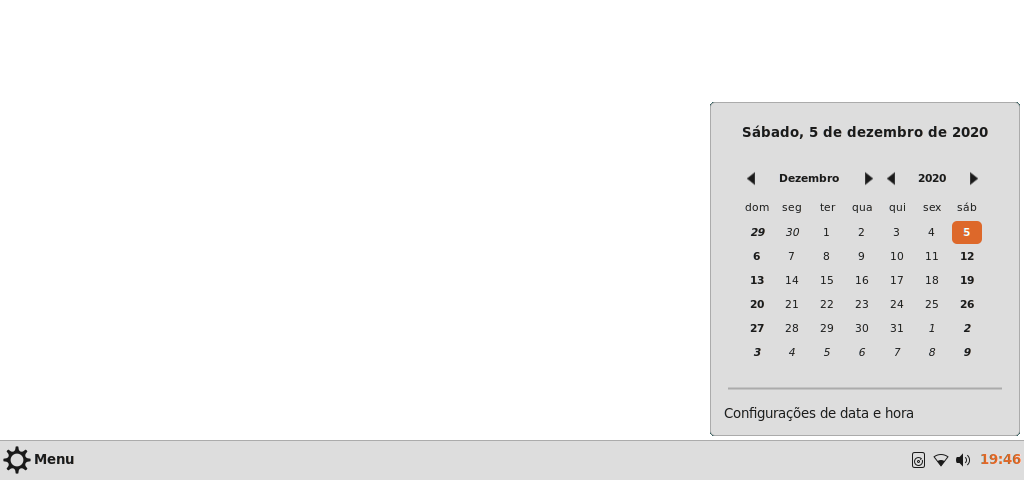 Sábado, 5 de dezembro de 2020
Dezembro 2020
dom seg ter qua qui sex sáb
29 30 1 2 3 4 5
6 7 8 9 10 11 12
13 14 15 16 17 18 19
20 21 22 23 24 25 26
27 28 29 30 31 1 2
3 4 5 6 7 8 9
Configurações de data e hora
Menu 19:46